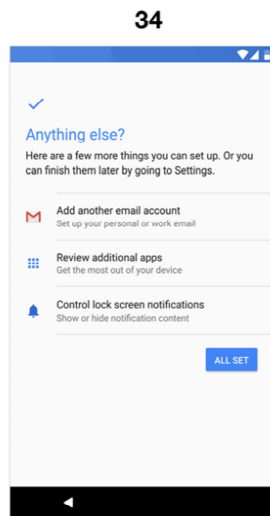 34
Anything else?
Here are a few more things you can set up. Or you
can finish them later by going to Settings.
Add another email account
Set up your personal or work email
Review additional apps
Get the most out of your device
Control lock screen notifications
Show or hide notification content
ALL SET